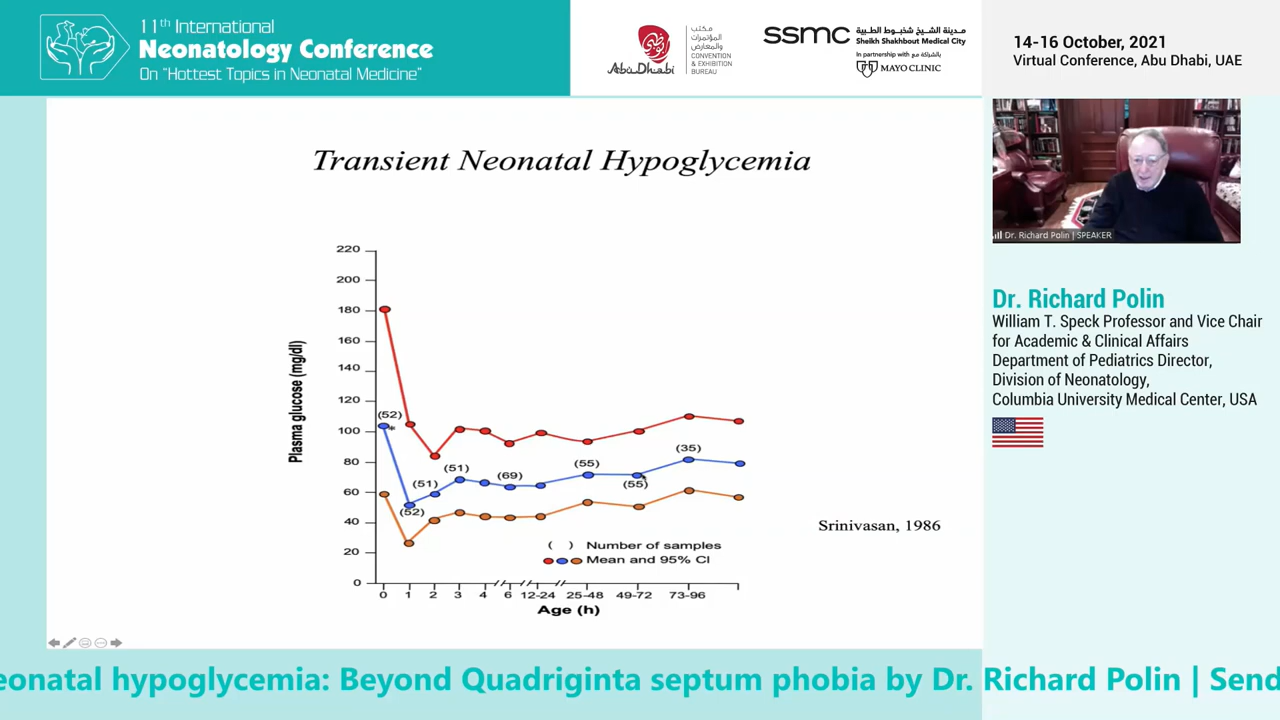 11th International
Neonatology Conference
On "Hottest Topics in Neonatal Medicine"
Abu Dhabi
مكتب
المؤتمرات
والمعارض
CONVENTION
& EXHIBITION
BUREAU
ssmc
مدينة الشيخ شخبوط الطبية
Sheikh Shakhbout Medical City
In partnership with بالشراكة مع
MAYO CLINIC
14-16 October, 2021
Virtual Conference, Abu Dhabi, UAE
Transient Neonatal Hypoglycemia
Plasma glucose (mg/dl)
220
200
180
160
140
120
100
80
60
40
20
0
(52)
*
(52)
(51)
(51)
(69)
(55)
(55)
(35)
( ) Number of samples
Mean and 95% CI
0 1 2 3 4 6 12-24 25-48 49-72 73-96
Age (h)
Srinivasan, 1986
Dr. Richard Polin | SPEAKER
Dr. Richard Polin
William T. Speck Professor and Vice Chair
for Academic & Clinical Affairs
Department of Pediatrics Director,
Division of Neonatology,
Columbia University Medical Center, USA
eonatal hypoglycemia: Beyond Quadriginta septum phobia by Dr. Richard Polin | Send